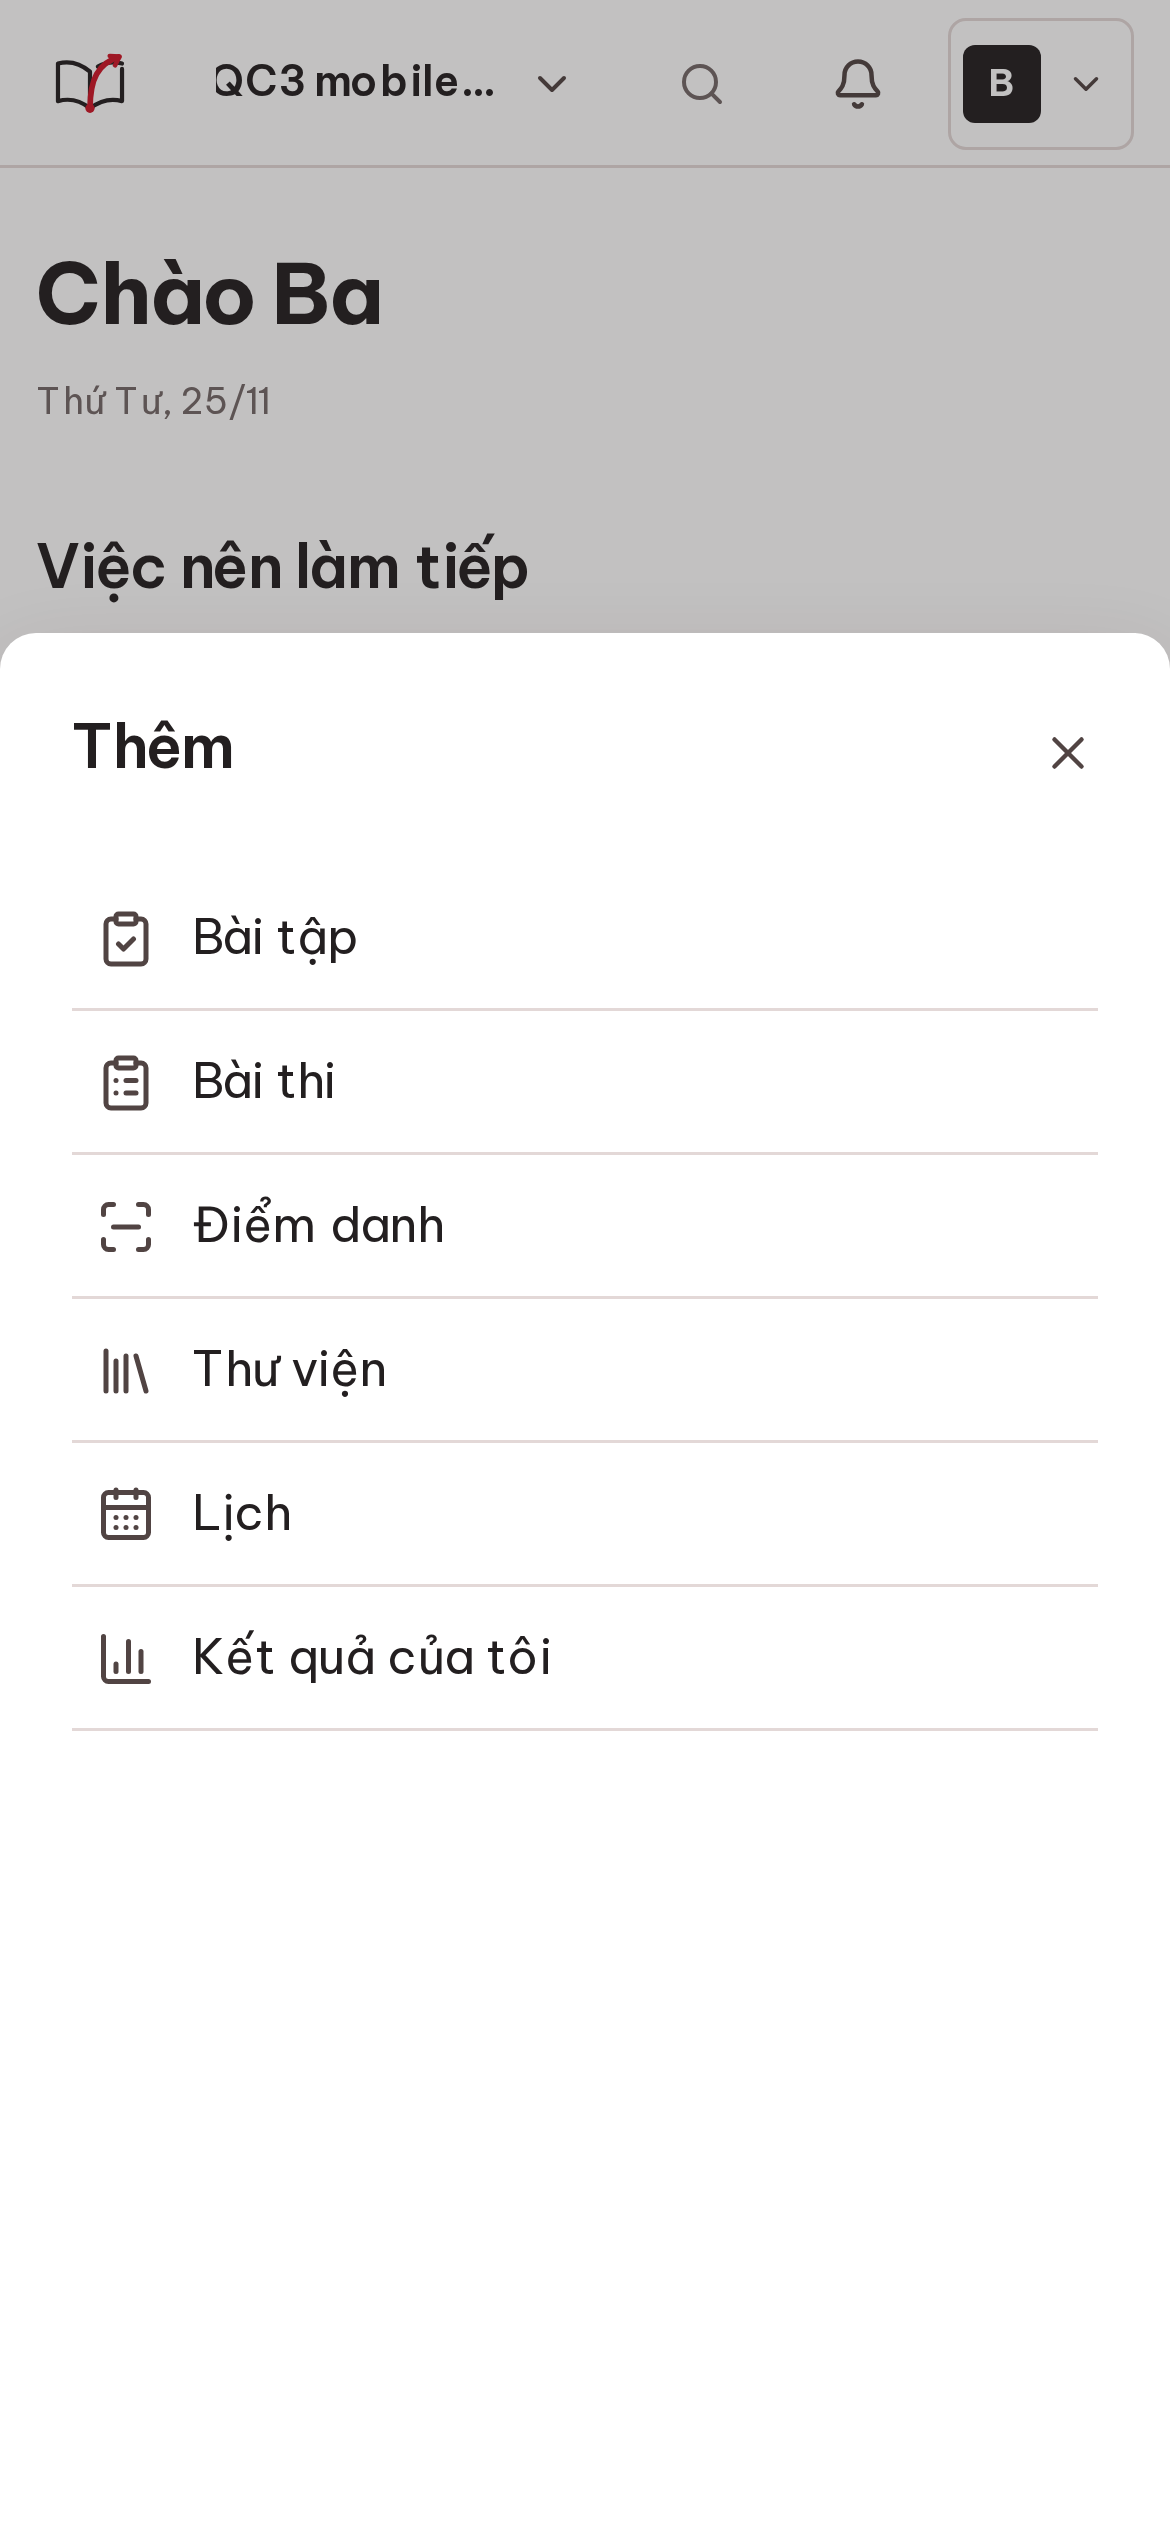 QC3 mobile...
B
Chào Ba
Thứ Tư, 25/11
Việc nên làm tiếp
Thêm
Bài tập
Bài thi
Điểm danh
Thư viện
Lịch
Kết quả của tôi